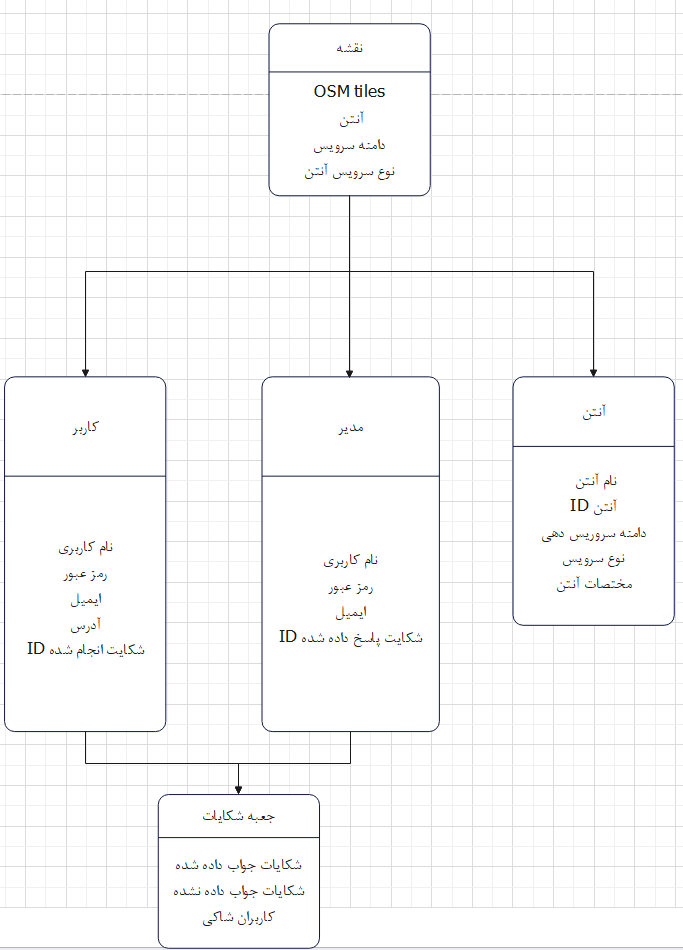 نقشه
OSM tiles
آنتن
دامنه سرویس
نوع سرویس آنتن
کاربر
نام کاربری
رمز عبور
ایمیل
آدرس
شکایت انجام شده ID
مدیر
نام کاربری
رمز عبور
ایمیل
شکایت پاسخ داده شده ID
آنتن
نام آنتن
آنتن ID
دامنه سروریس دهی
نوع سرویس
مختصات آنتن
جعبه شکایات
شکایات جواب داده شده
شکایات جواب داده نشده
کاربران شاکی